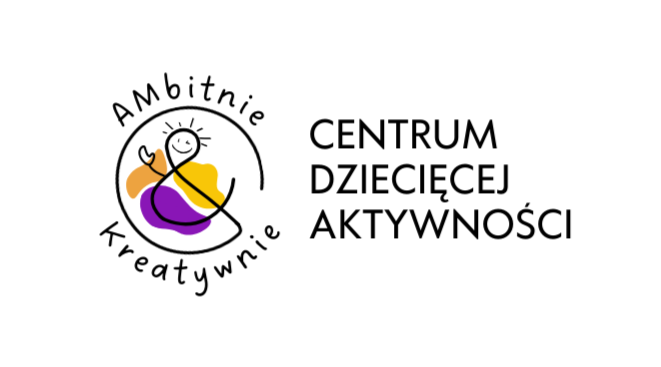 AMbitnie
&
Kreatywnie
CENTRUM
DZIECIĘCEJ
AKTYWNOŚCI